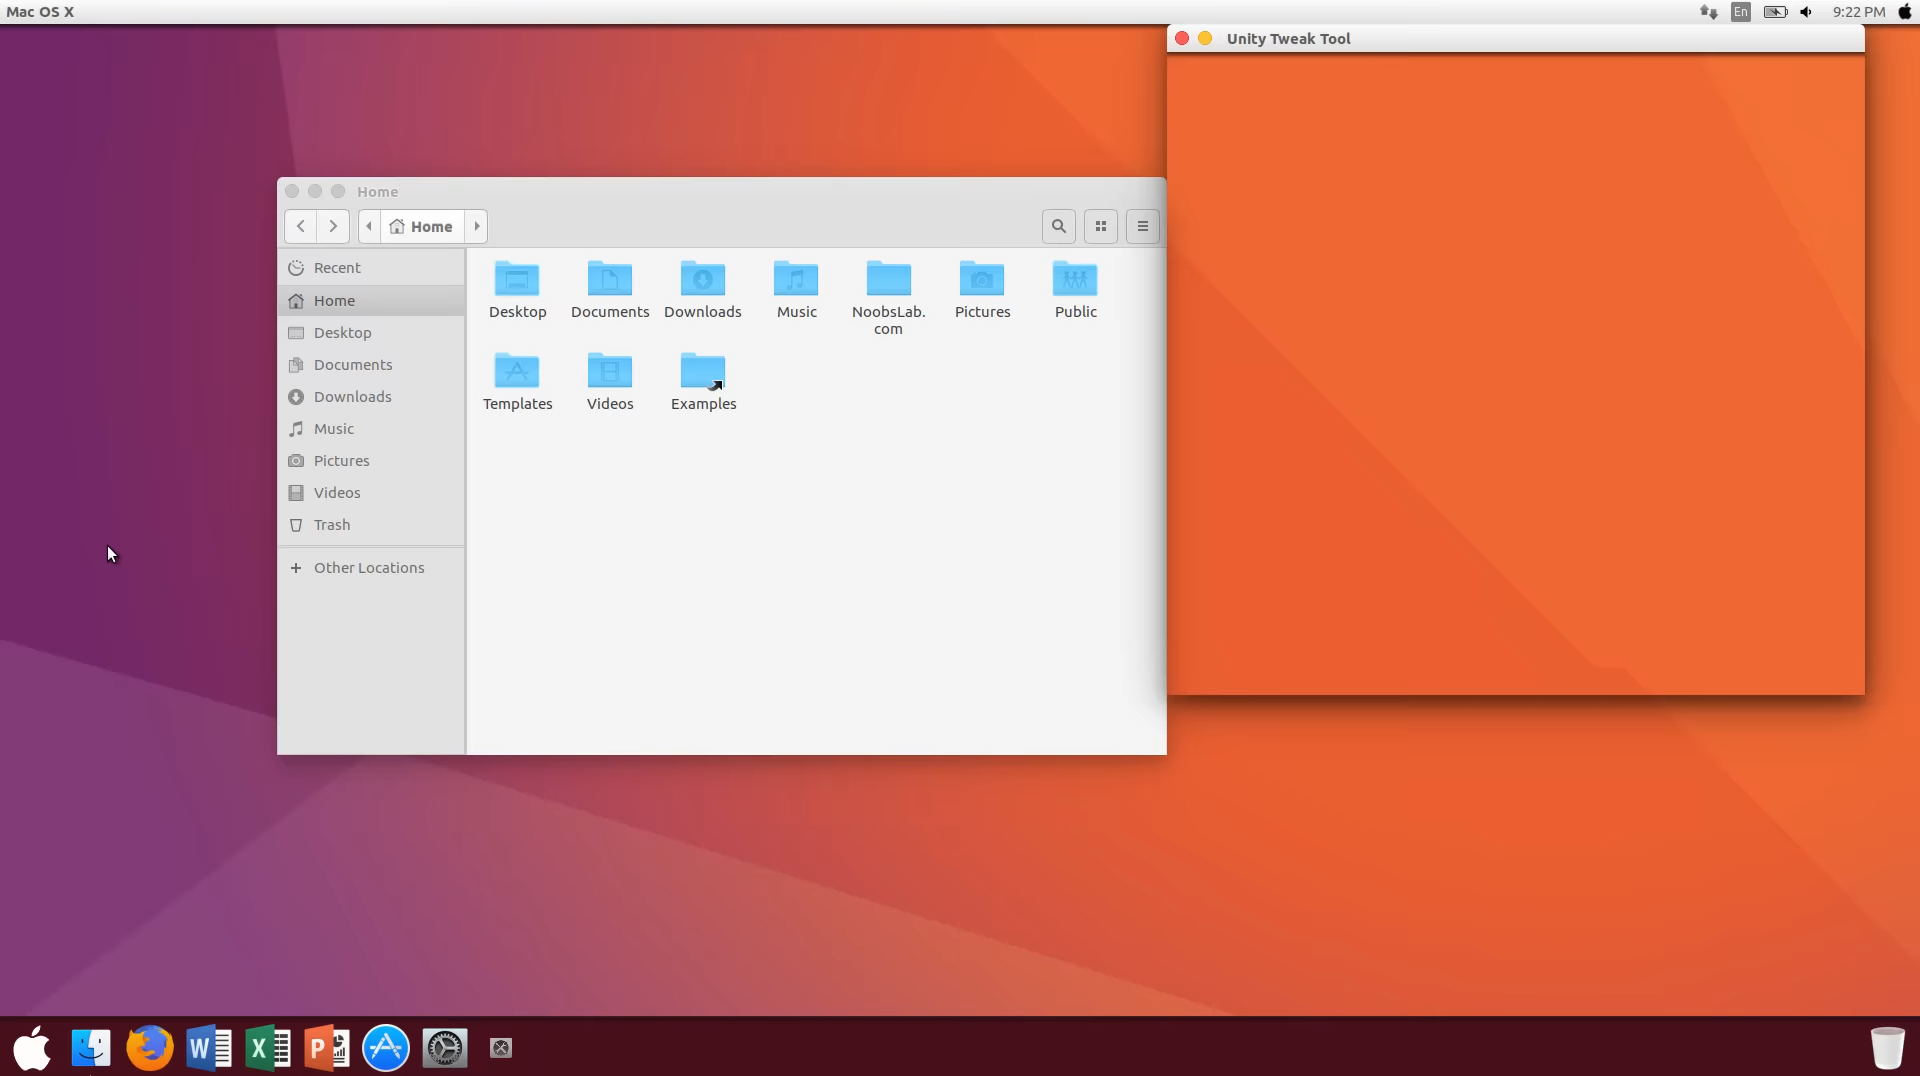 Mac OS X
En
9:22 PM
Unity Tweak Tool
Home
Home
Recent
Home
Desktop
Documents
Downloads
Music
Pictures
Videos
Trash
Other Locations
Desktop
Documents
Downloads
Music
NoobsLab.
com
Pictures
Public
Templates
Videos
Examples
W
X
P